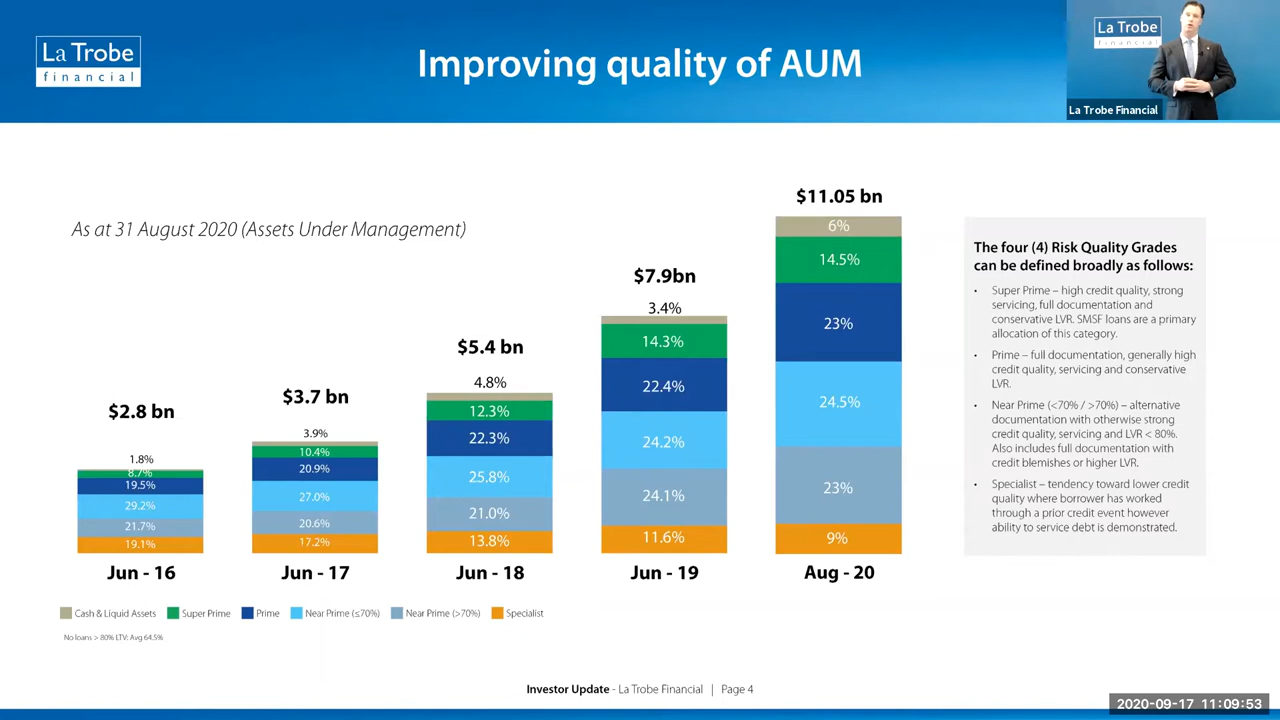 La Trobe
financial
Improving quality of AUM
La Trobe
financial
La Trobe Financial
As at 31 August 2020 (Assets Under Management)
$2.8 bn
1.8%
8.7%
19.5%
29.2%
21.7%
19.1%
Jun - 16
$3.7 bn
3.9%
10.4%
20.9%
27.0%
20.6%
17.2%
Jun - 17
$5.4 bn
4.8%
12.3%
22.3%
25.8%
21.0%
13.8%
Jun - 18
$7.9bn
3.4%
14.3%
22.4%
24.2%
24.1%
11.6%
Jun - 19
$11.05 bn
6%
14.5%
23%
24.5%
23%
9%
Aug - 20
The four (4) Risk Quality Grades
can be defined broadly as follows:
• Super Prime – high credit quality, strong
servicing, full documentation and
conservative LVR. SMSF loans are a primary
allocation of this category.
• Prime – full documentation, generally high
credit quality, servicing and conservative
LVR.
• Near Prime (<70% / >70%) – alternative
documentation with otherwise strong
credit quality, servicing and LVR < 80%.
Also includes full documentation with
credit blemishes or higher LVR.
• Specialist – tendency toward lower credit
quality where borrower has worked
through a prior credit event however
ability to service debt is demonstrated.
Cash & Liquid Assets Super Prime Prime Near Prime (≤70%) Near Prime (>70%) Specialist
No loans > 80% LTV: Avg 64.5%
Investor Update - La Trobe Financial | Page 4
2020-09-17 11:09:53